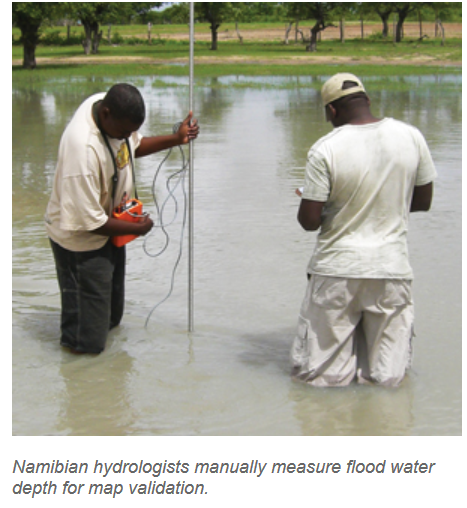 Namibian hydrologists manually measure flood water
depth for map validation.